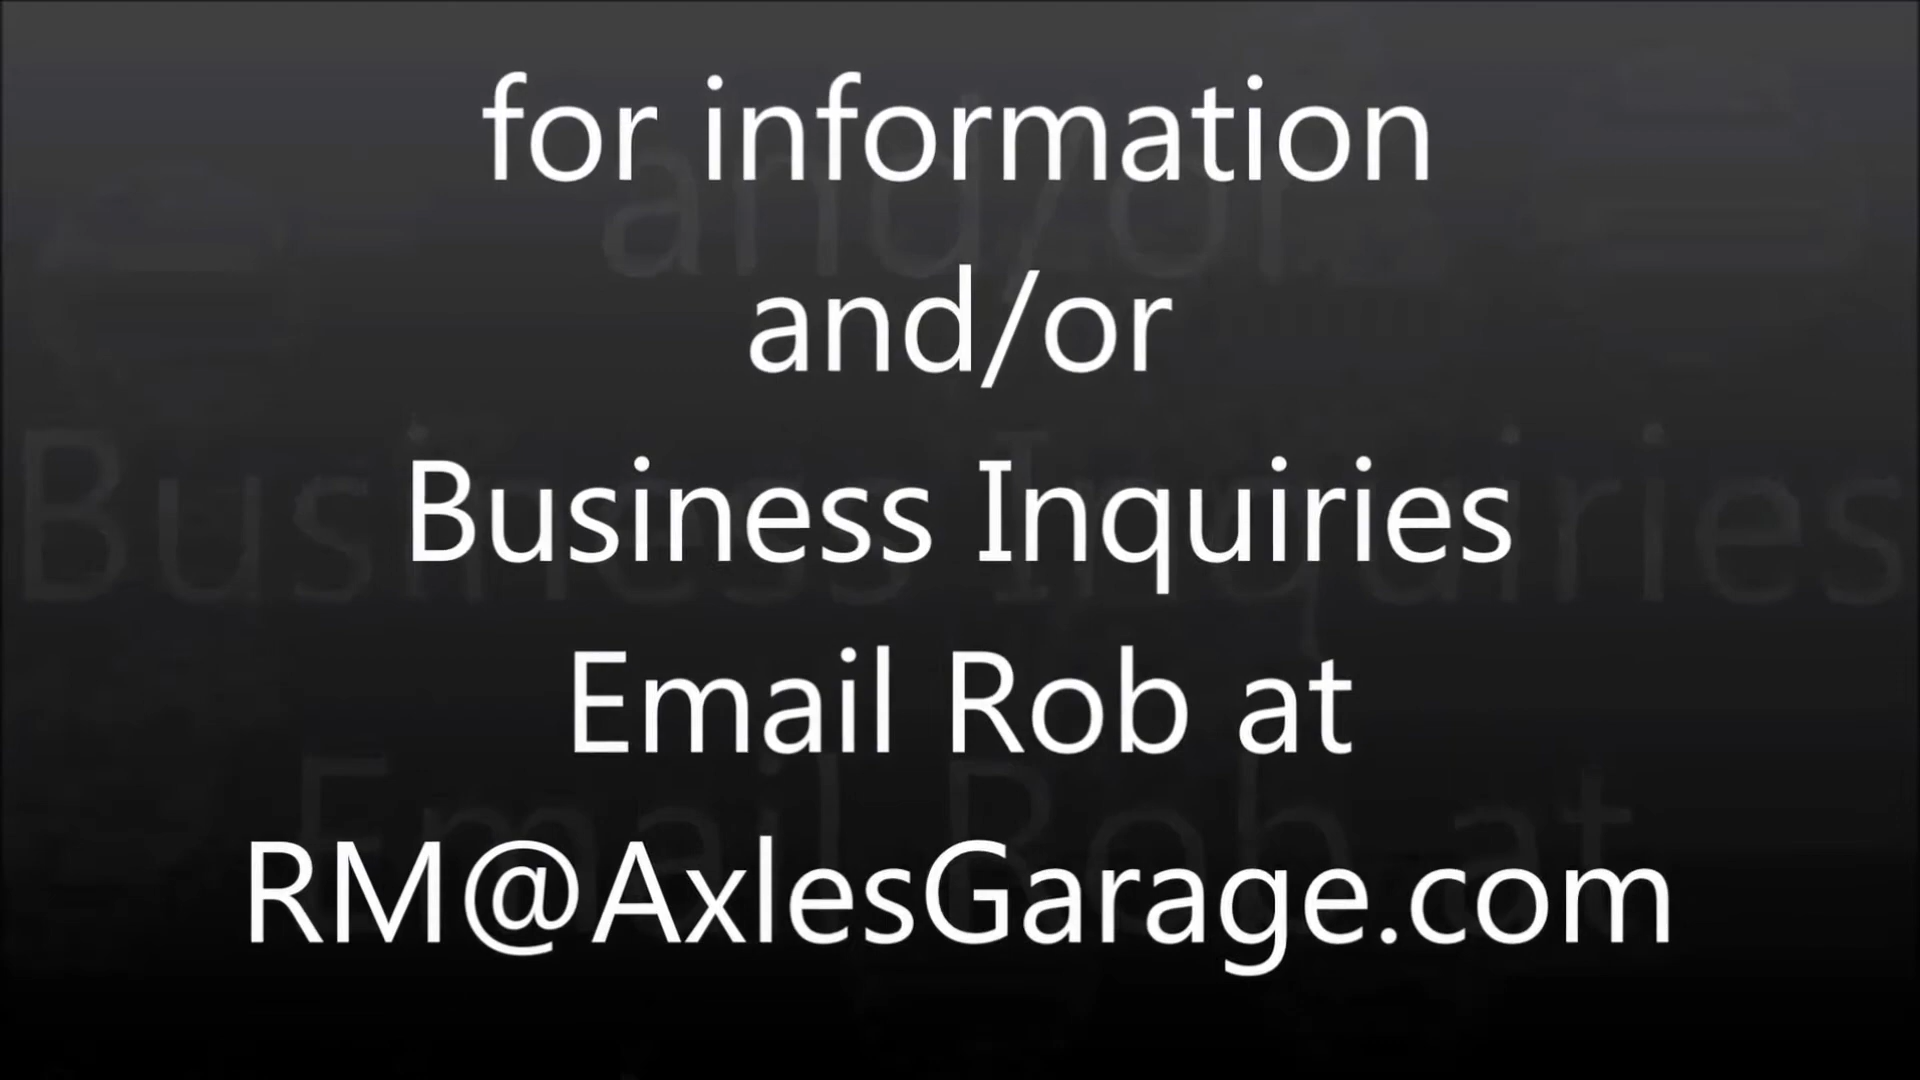 for information
and/or
Business Inquiries
Email Rob at
RM@AxlesGarage.com